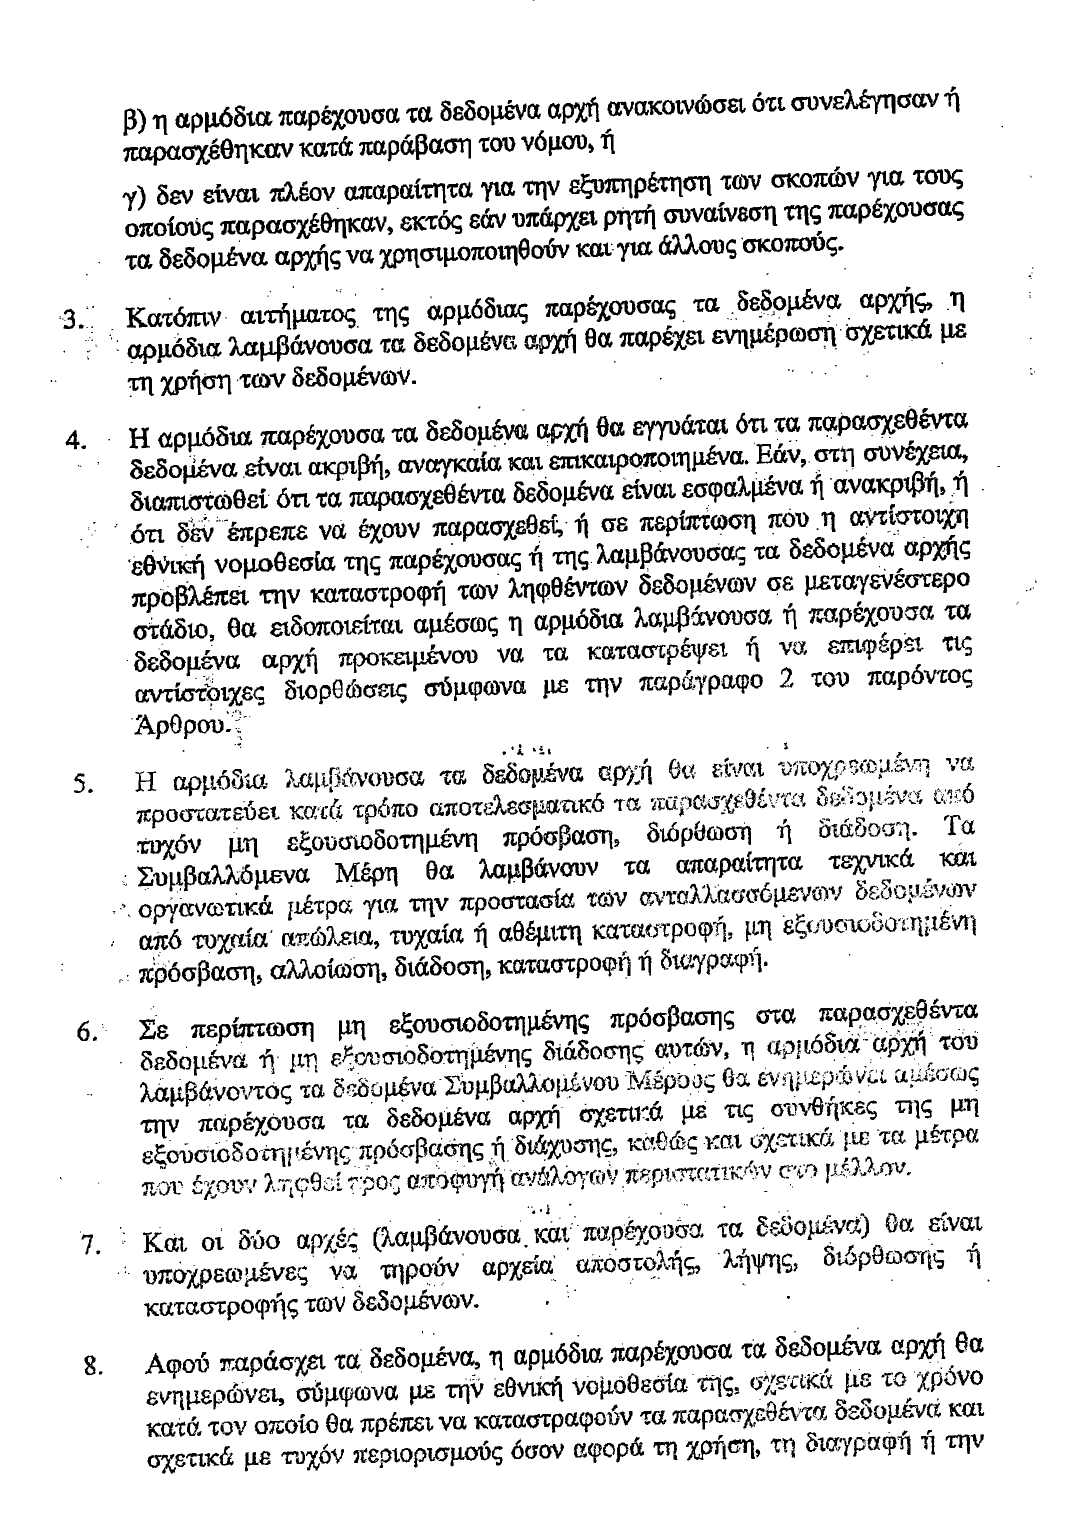 β) η αρμόδια παρέχουσα τα δεδομένα αρχή ανακοινώσει ότι συνελέγησαν ή
παρασχέθηκαν κατά παράβαση του νόμου, ή
γ) δεν είναι πλέον απαραίτητα για την εξυπηρέτηση των σκοπών για τους
οποίους παρασχέθηκαν, εκτός εάν υπάρχει ρητή συναίνεση της παρέχουσας
τα δεδομένα αρχής να χρησιμοποιηθούν και για άλλους σκοπούς.
3. Κατόπιν αιτήματος της αρμόδιας παρέχουσας τα δεδομένα αρχής, η
αρμόδια λαμβάνουσα τα δεδομένα αρχή θα παρέχει ενημέρωση σχετικά με
τη χρήση των δεδομένων.
4. Η αρμόδια παρέχουσα τα δεδομένα αρχή θα εγγυάται ότι τα παρασχεθέντα
δεδομένα είναι ακριβή, αναγκαία και επικαιροποιημένα. Εάν, στη συνέχεια,
διαπιστωθεί ότι τα παρασχεθέντα δεδομένα είναι εσφαλμένα ή ανακριβή, ή
ότι δεν έπρεπε να έχουν παρασχεθεί, ή σε περίπτωση που η αντίστοιχη
εθνική νομοθεσία της παρέχουσας ή της λαμβάνουσας τα δεδομένα αρχής
προβλέπει την καταστροφή των ληφθέντων δεδομένων σε μεταγενέστερο
στάδιο, θα ειδοποιείται αμέσως η αρμόδια λαμβάνουσα ή παρέχουσα τα
δεδομένα αρχή προκειμένου να τα καταστρέψει ή να επιφέρει τις
αντίστοιχες διορθώσεις σύμφωνα με την παράγραφο 2 του παρόντος
Άρθρου.
5. Η αρμόδια λαμβάνουσα τα δεδομένα αρχή θα είναι υποχρεωμένη να
προστατεύει κατά τρόπο αποτελεσματικό τα παρασχεθέντα δεδομένα από
τυχόν μη εξουσιοδοτημένη πρόσβαση, διόρθωση ή διάδοση. Τα
Συμβαλλόμενα Μέρη θα λαμβάνουν τα απαραίτητα τεχνικά και
οργανωτικά μέτρα για την προστασία των ανταλλασσόμενων δεδομένων
από τυχαία απώλεια, τυχαία ή αθέμιτη καταστροφή, μη εξουσιοδοτημένη
πρόσβαση, αλλοίωση, διάδοση, καταστροφή ή διαγραφή.
6. Σε περίπτωση μη εξουσιοδοτημένης πρόσβασης στα παρασχεθέντα
δεδομένα ή μη εξουσιοδοτημένης διάδοσης αυτών, η αρμόδια αρχή του
λαμβάνοντος τα δεδομένα Συμβαλλομένου Μέρους θα ενημερώνει αμέσως
την παρέχουσα τα δεδομένα αρχή σχετικά με τις συνθήκες της μη
εξουσιοδοτημένης πρόσβασης ή διάχυσης, καθώς και σχετικά με τα μέτρα
που έχουν ληφθεί προς αποφυγή ανάλογων περιστατικών στο μέλλον.
7. Και οι δύο αρχές (λαμβάνουσα και παρέχουσα τα δεδομένα) θα είναι
υποχρεωμένες να τηρούν αρχεία αποστολής, λήψης, διόρθωσης ή
καταστροφής των δεδομένων.
8. Αφού παράσχει τα δεδομένα, η αρμόδια παρέχουσα τα δεδομένα αρχή θα
ενημερώνει, σύμφωνα με την εθνική νομοθεσία της, σχετικά με το χρόνο
κατά τον οποίο θα πρέπει να καταστραφούν τα παρασχεθέντα δεδομένα και
σχετικά με τυχόν περιορισμούς όσον αφορά τη χρήση, τη διαγραφή ή την